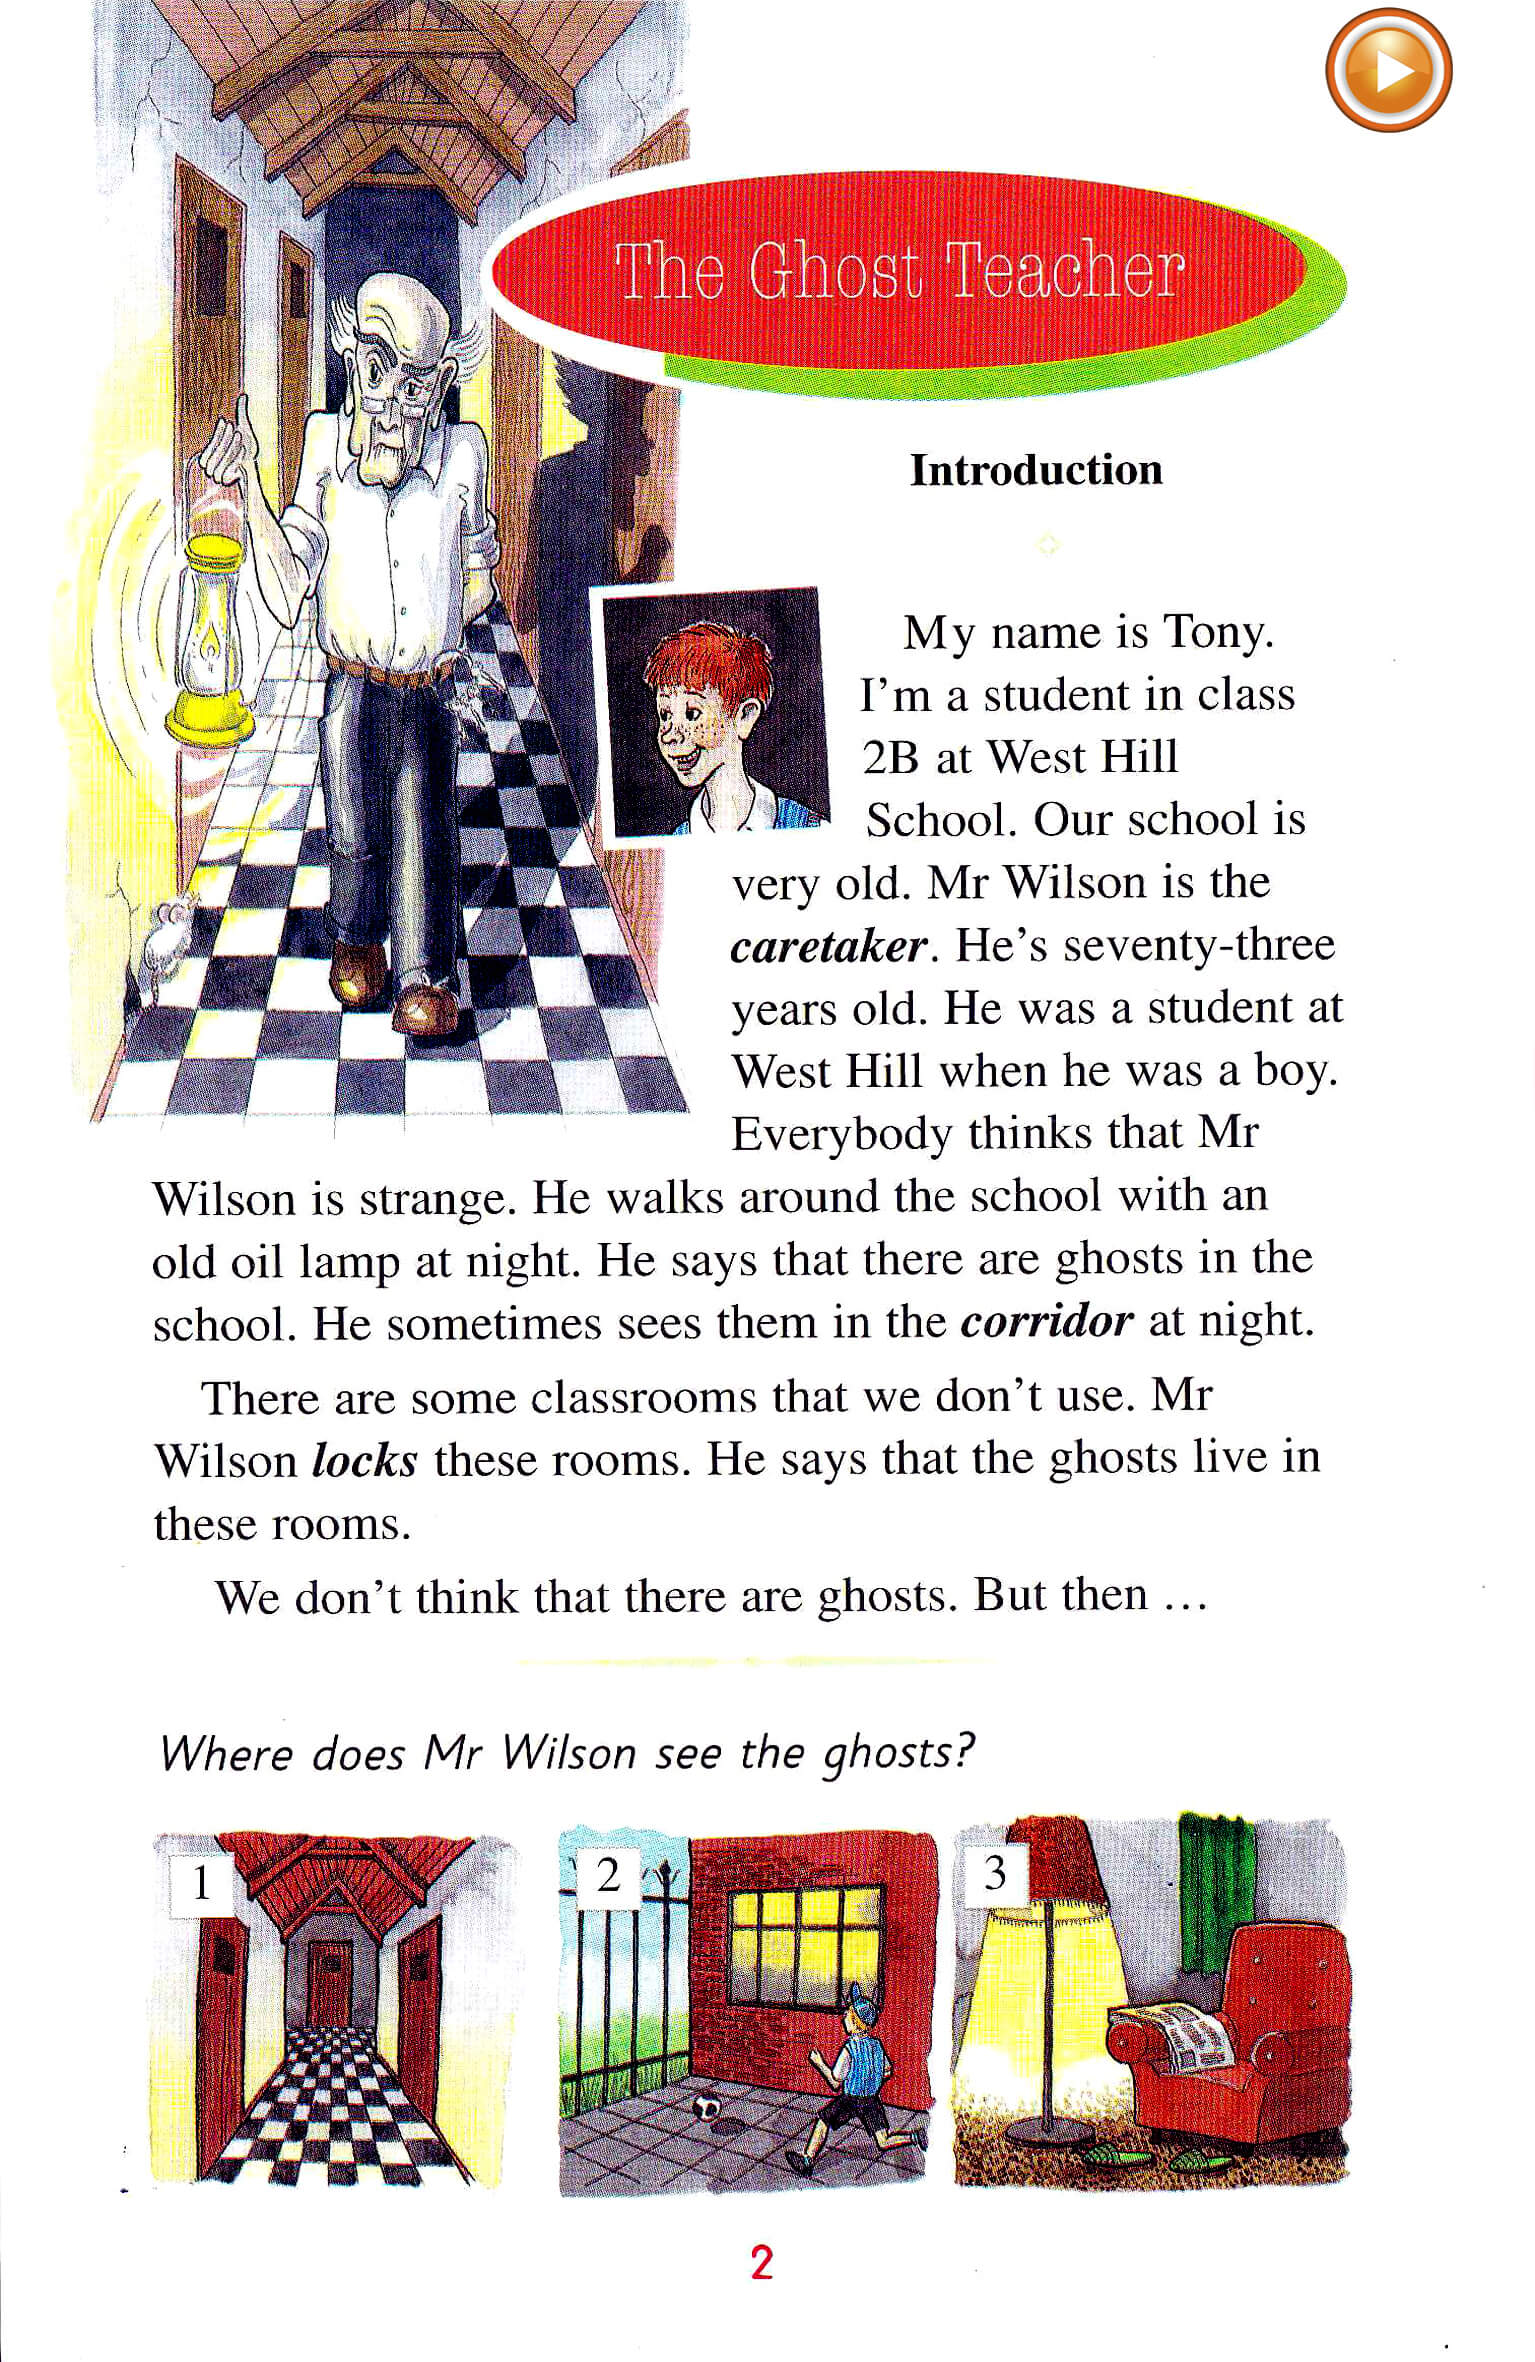 The Ghost Teacher
Introduction
My name is Tony.
I'm a student in class
2B at West Hill
School. Our school is
very old. Mr Wilson is the
caretaker. He's seventy-three
years old. He was a student at
West Hill when he was a boy.
Everybody thinks that Mr
Wilson is strange. He walks around the school with an
old oil lamp at night. He says that there are ghosts in the
school. He sometimes sees them in the corridor at night.
There are some classrooms that we don't use. Mr
Wilson locks these rooms. He says that the ghosts live in
these rooms.
We don't think that there are ghosts. But then ...
Where does Mr Wilson see the ghosts?
1
2
3
2